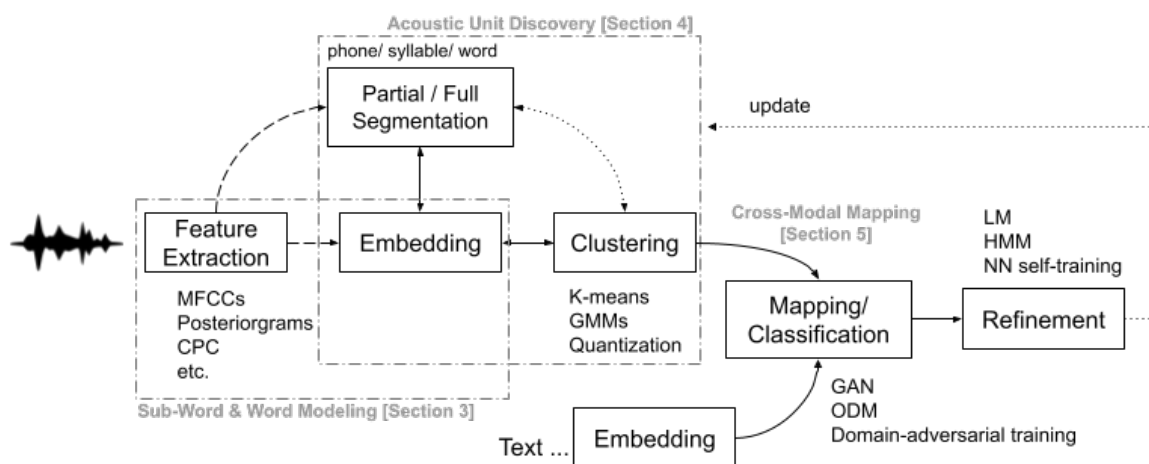 Acoustic Unit Discovery [Section 4]
phone/ syllable/ word
Partial / Full
Segmentation
update
Feature
Extraction
Embedding
Clustering
Cross-Modal Mapping
[Section 5]
LM
HMM
NN self-training
MFCCs
Posteriorgrams
CPC
etc.
K-means
GMMs
Quantization
Mapping/
Classification
Refinement
Sub-Word & Word Modeling [Section 3]
GAN
ODM
Domain-adversarial training
Text ...
Embedding